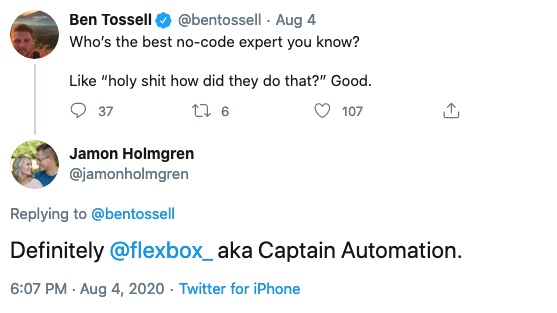 Ben Tossell @bentossell · Aug 4
Who's the best no-code expert you know?
Like “holy shit how did they do that?” Good.
37 6 107
Jamon Holmgren
@jamonholmgren
Replying to @bentossell
Definitely @flexbox_ aka Captain Automation.
6:07 PM · Aug 4, 2020 · Twitter for iPhone